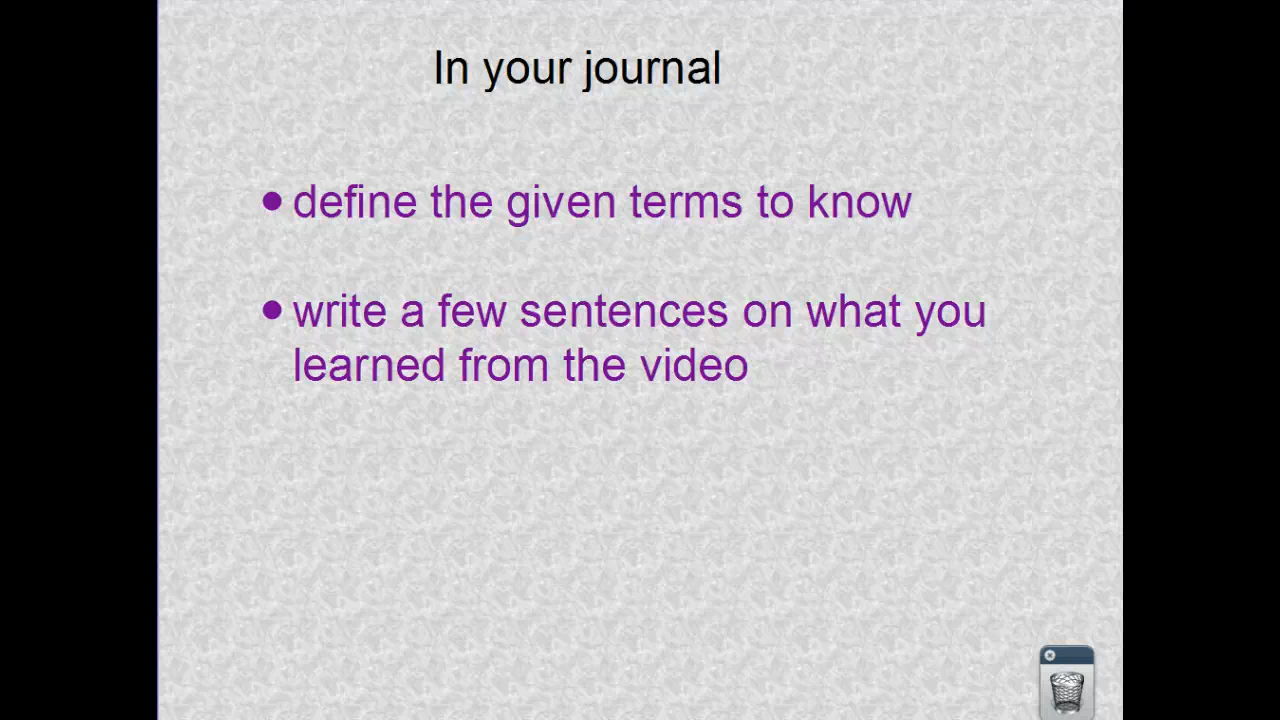 In your journal
• define the given terms to know
• write a few sentences on what you
learned from the video